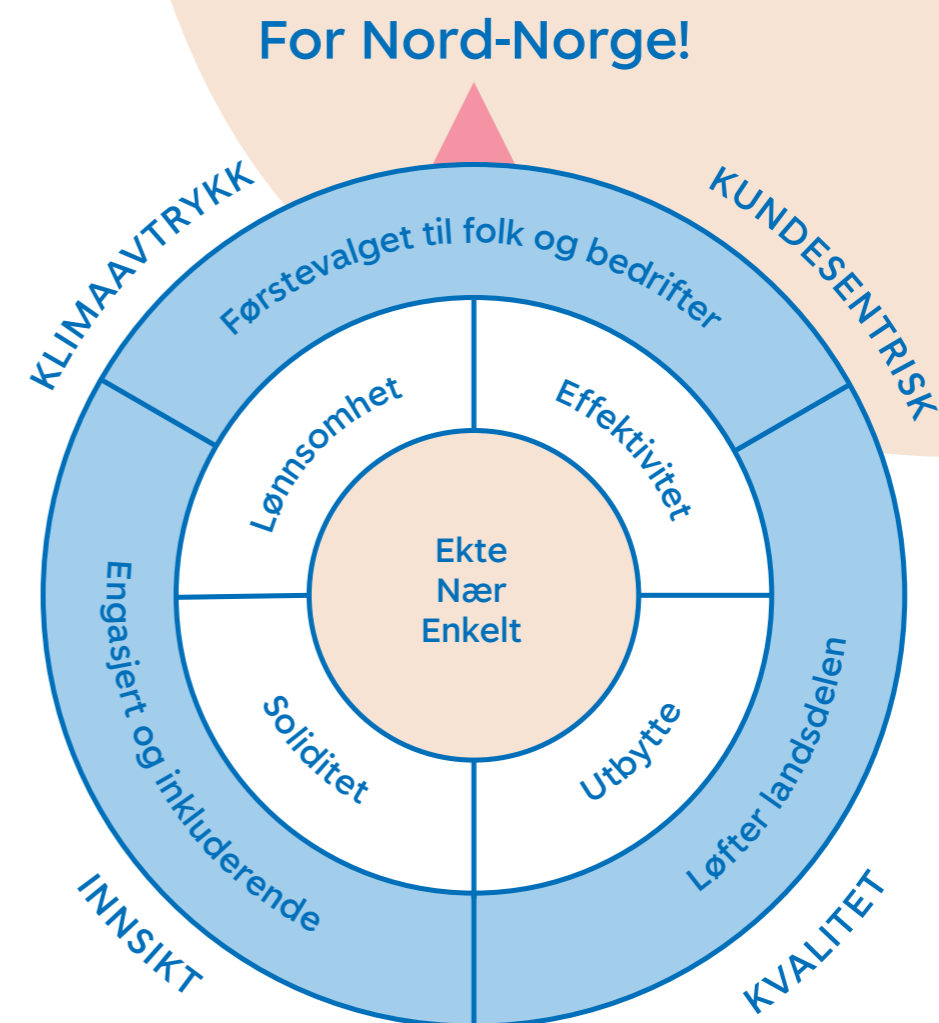 For Nord-Norge!
KLIMAAVTRYKK
KUNDESENTRISK
Førstevalget til folk og bedrifter
Lønnsomhet
Effektivitet
Ekte
Nær
Enkelt
Engasjert og inkluderende
Soliditet
Utbytte
Løfter landsdelen
INNSIKT
KVALITET